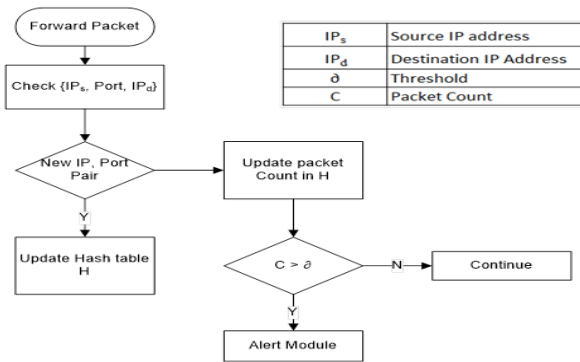 Forward Packet
Check {IPs, Port, IPd}
New IP, Port
Pair
Y
Update Hash table
H
Update packet
Count in H
C > ∂
N
Continue
Y
Alert Module
IPs Source IP address
IPd Destination IP Address
∂ Threshold
C Packet Count